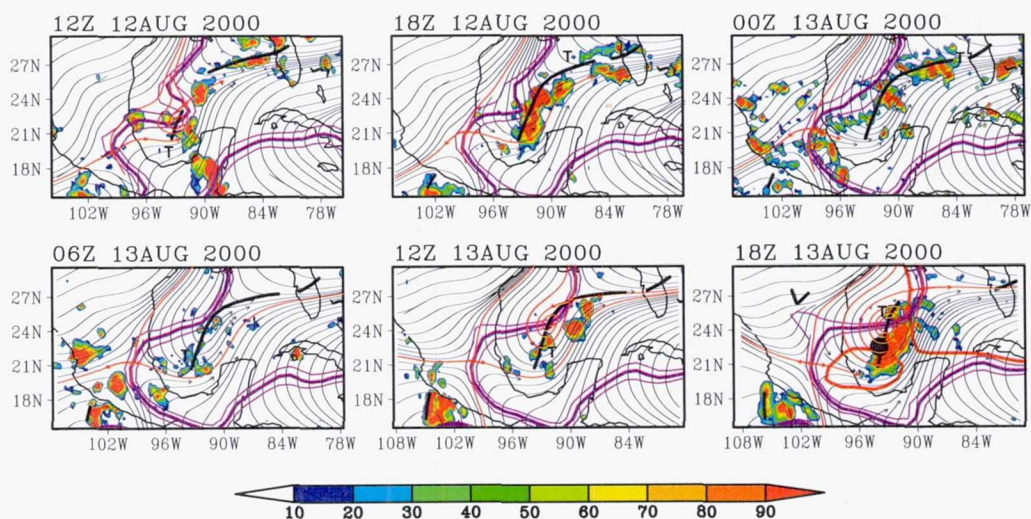 12Z 12AUG 2000
18Z 12AUG 2000
00Z 13AUG 2000
27N 27N 27N
24N 24N 24N
21N 21N 21N
18N 18N 18N
T
T
T
102W 96W 90W 84W 78W
102W 96W 90W 84W 78W
102W 96W 90W 84W 78W
06Z 13AUG 2000
12Z 13AUG 2000
18Z 13AUG 2000
27N 27N 27N
24N 24N 24N
21N 21N 21N
18N 18N 18N
T
T
102W 96W 90W 84W 78W
108W 102W 96W 90W 84W
108W 102W 96W 90W 84W
10 20 30 40 50 60 70 80 90